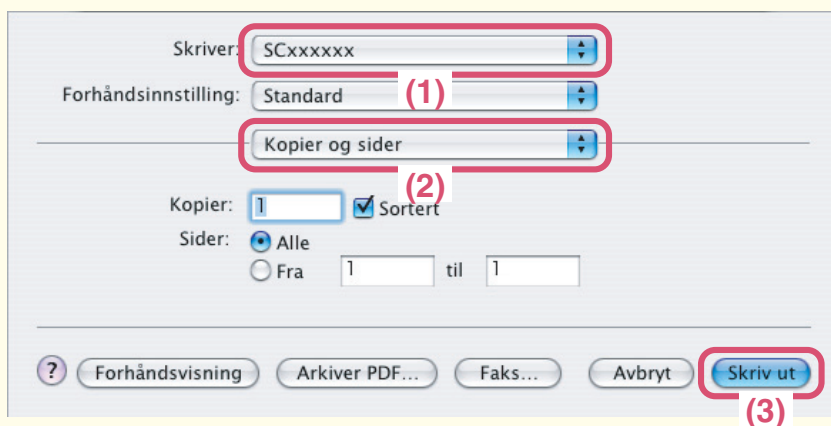 Skriver: SCxxxxxx
(1)
Forhåndsinnstilling: Standard
Kopier og sider
(2)
Kopier: 1 Sortert
Sider: Alle
Fra 1 til 1
? Forhåndsvisning Arkiver PDF... Faks... Avbryt Skriv ut
(3)